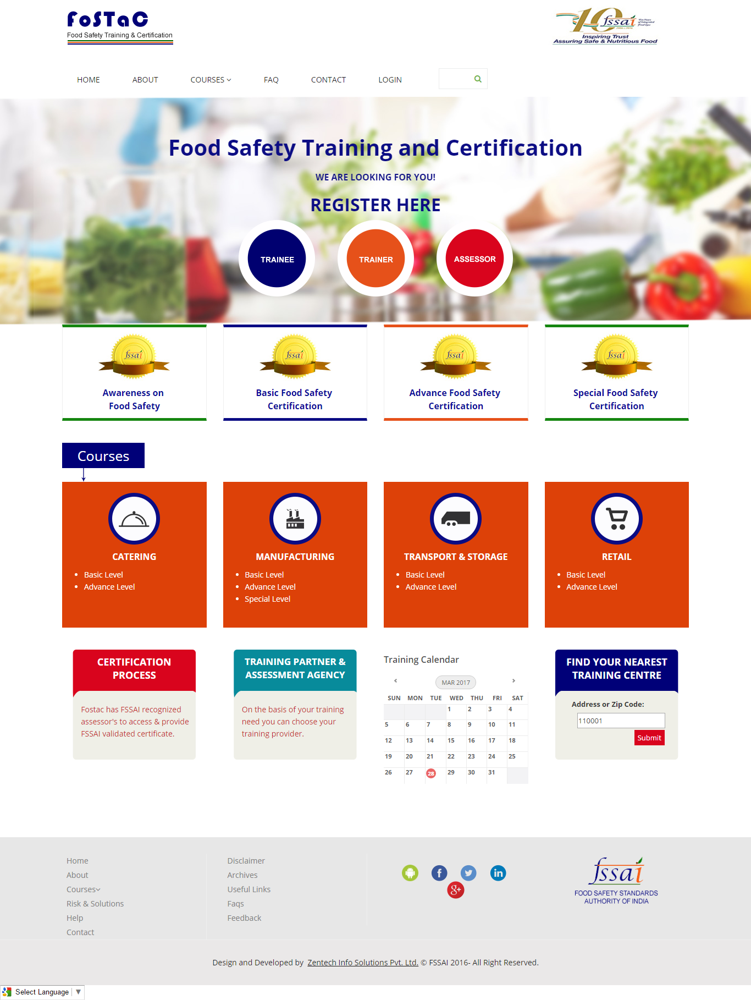 FoSTaC
Food Safety Training & Certification
10 fssai
Ten Years
of Integrated
Food Law
Inspiring Trust
Assuring Safe & Nutritious Food
HOME ABOUT COURSES FAQ CONTACT LOGIN
Food Safety Training and Certification
WE ARE LOOKING FOR YOU!
REGISTER HERE
TRAINEE TRAINER ASSESSOR
fssai fssai fssai fssai
Awareness on
Food Safety
Basic Food Safety
Certification
Advance Food Safety
Certification
Special Food Safety
Certification
Courses
CATERING
Basic Level
Advance Level
MANUFACTURING
Basic Level
Advance Level
Special Level
TRANSPORT & STORAGE
Basic Level
Advance Level
RETAIL
Basic Level
Advance Level
CERTIFICATION
PROCESS
Fostac has FSSAI recognized
assessor's to access & provide
FSSAI validated certificate.
TRAINING PARTNER &
ASSESSMENT AGENCY
On the basis of your training
need you can choose your
training provider.
Training Calendar
MAR 2017
SUN MON TUE WED THU FRI SAT
1 2 3 4
5 6 7 8 9 10 11
12 13 14 15 16 17 18
19 20 21 22 23 24 25
26 27 28 29 30 31
FIND YOUR NEAREST
TRAINING CENTRE
Address or Zip Code:
110001
Submit
Home
About
Courses
Risk & Solutions
Help
Contact
Disclaimer
Archives
Useful Links
Faqs
Feedback
f in
g+
fssai
FOOD SAFETY STANDARDS
AUTHORITY OF INDIA
Design and Developed by Zentech Info Solutions Pvt. Ltd. © FSSAI 2016- All Right Reserved.
Select Language ▼